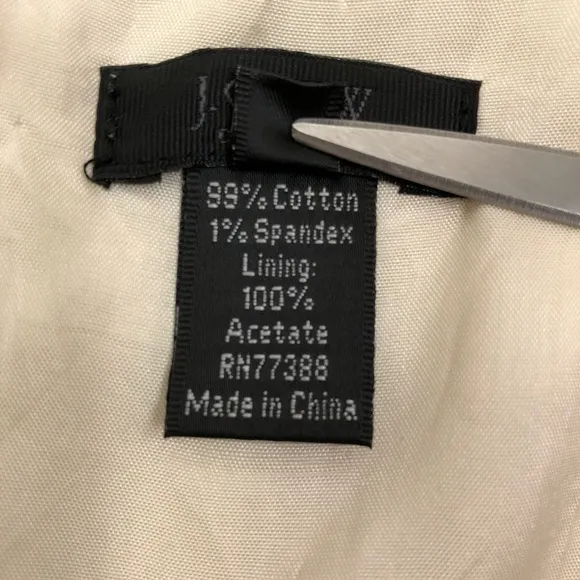 99% Cotton
1% Spandex
Lining:
100%
Acetate
RN77388
Made in China